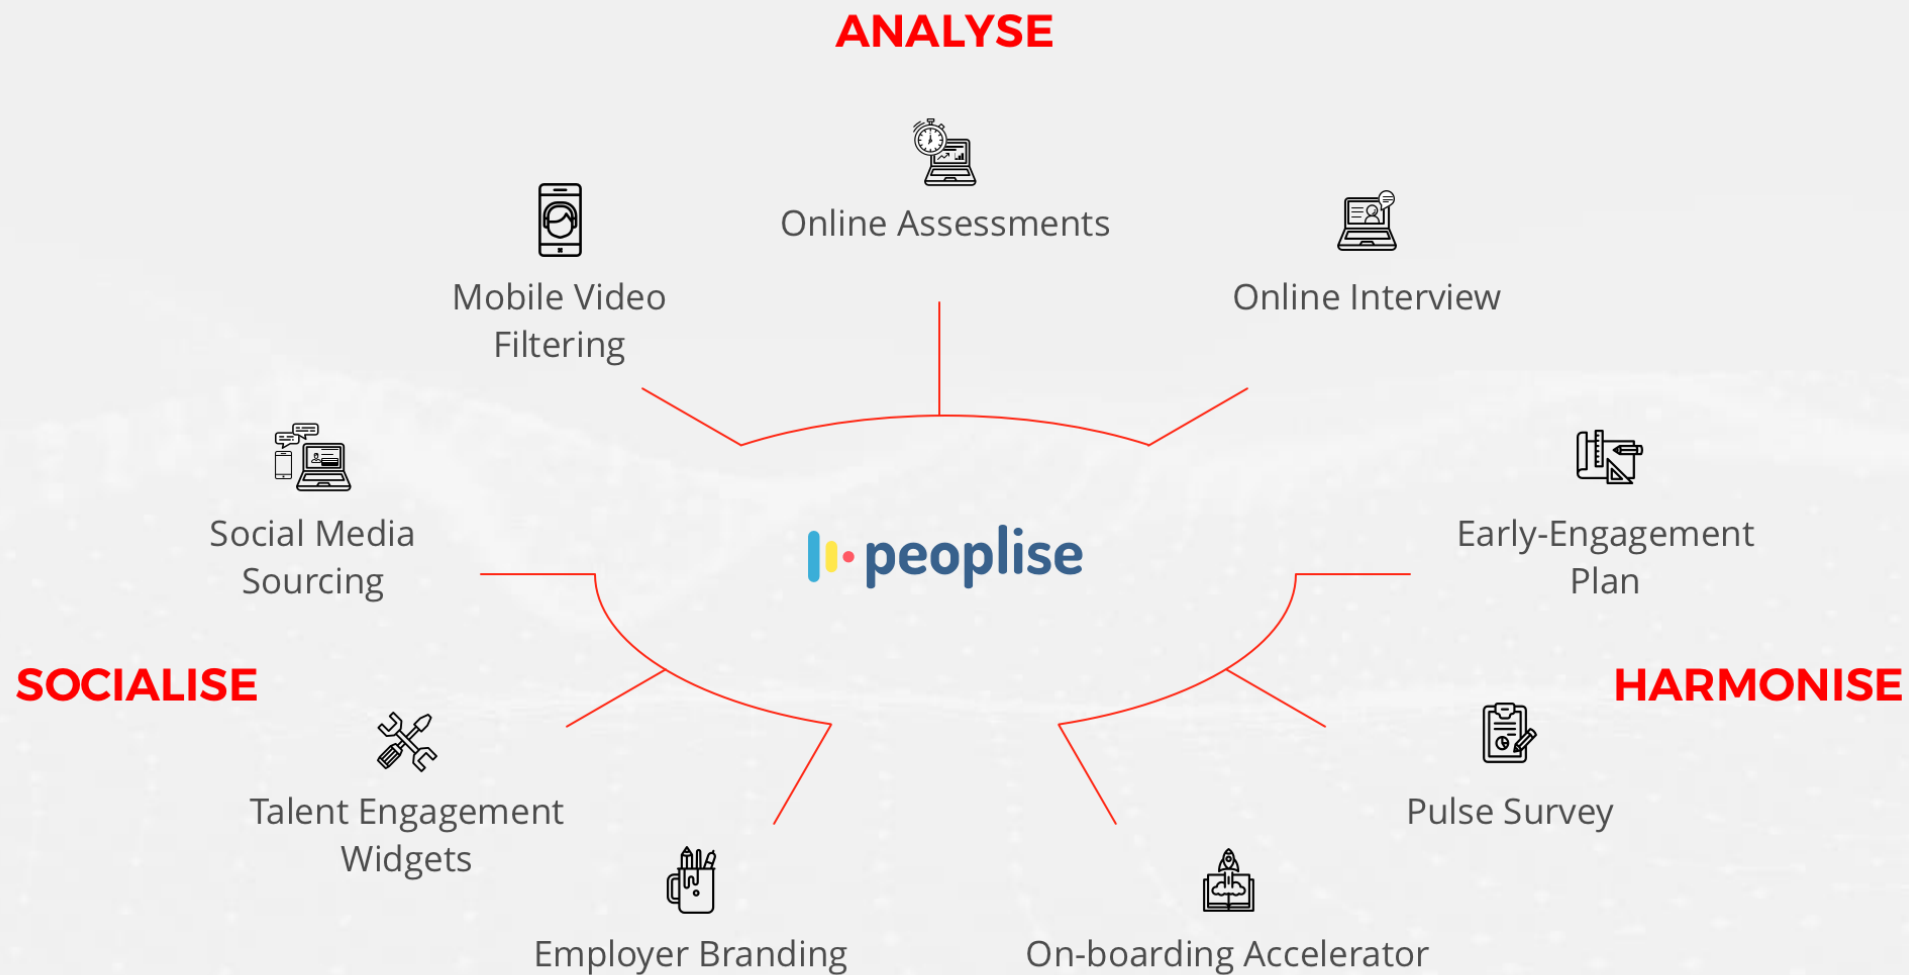 ANALYSE
Online Assessments
Mobile Video
Filtering
Online Interview
Social Media
Sourcing
peoplise
Early-Engagement
Plan
SOCIALISE
HARMONISE
Talent Engagement
Widgets
Pulse Survey
Employer Branding
On-boarding Accelerator